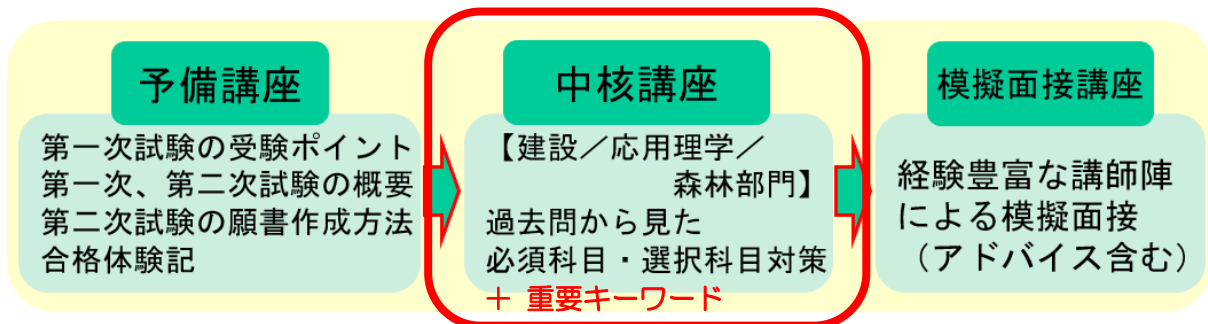 予備講座
第一次試験の受験ポイント
第一次、第二次試験の概要
第二次試験の願書作成方法
合格体験記
中核講座
【建設／応用理学／
森林部門】
過去問から見た
必須科目・選択科目対策
＋ 重要キーワード
模擬面接講座
経験豊富な講師陣
による模擬面接
（アドバイス含む）